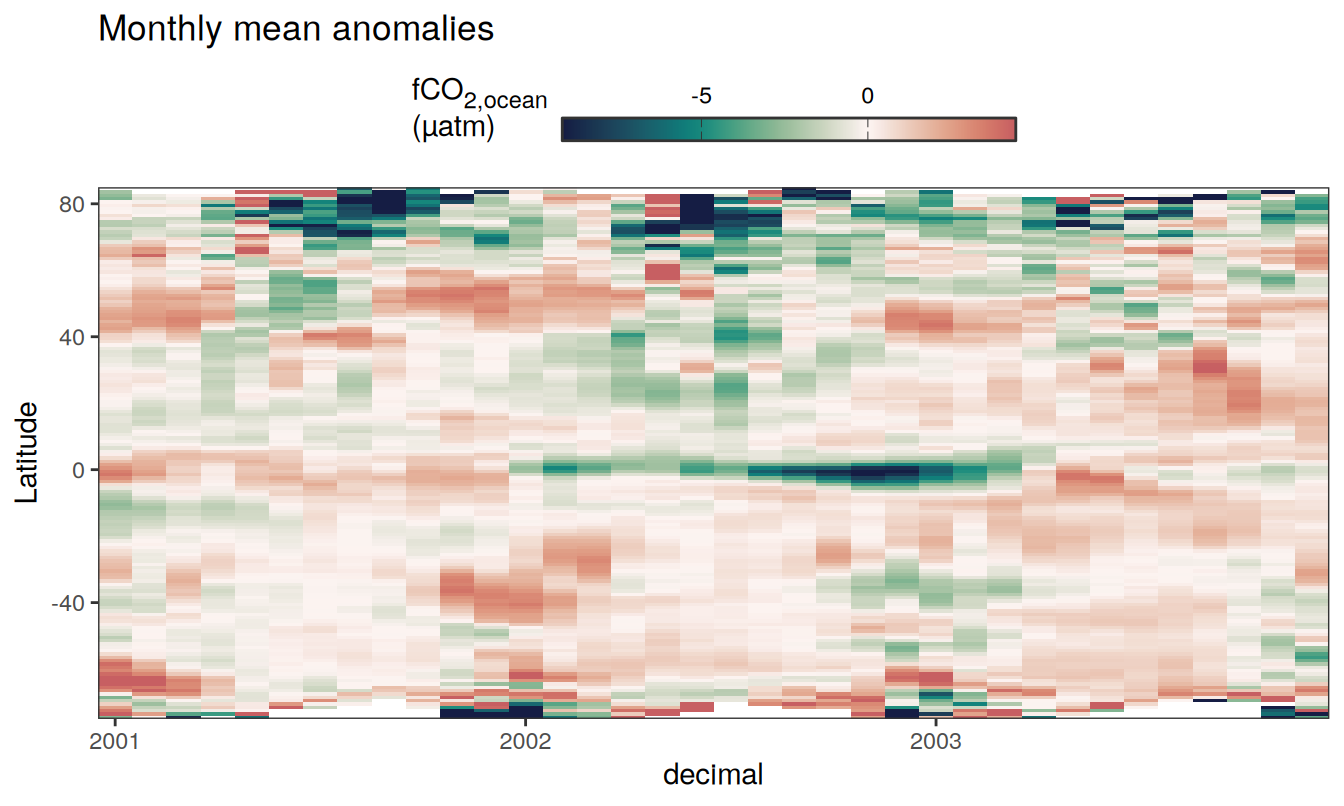 Monthly mean anomalies
fCO2,ocean
(µatm)
-5 0
80
40
0
-40
Latitude
2001 2002 2003
decimal